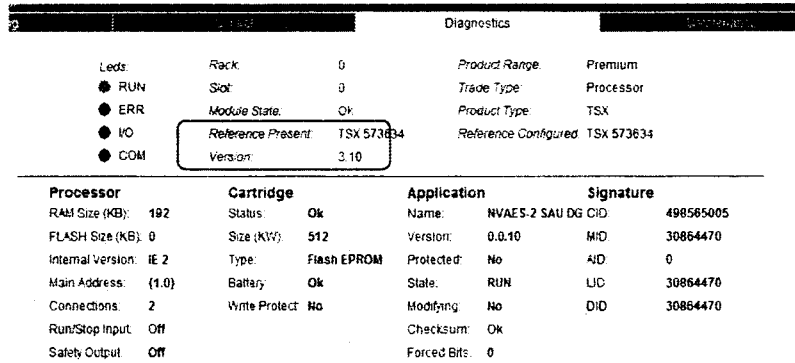 Diagnostics
Leds: Rack: 0 Product Range: Premium
RUN Slot: 0 Trade Type: Processor
ERR Module State: Ok Product Type: TSX
I/O Reference Present: TSX 573634 Reference Configured: TSX 573634
COM Version: 3.10
Processor Cartridge Application Signature
RAM Size (KB): 192 Status: Ok Name: NVAES-2 SAU DG CID: 498565005
FLASH Size (KB): 0 Size (KW): 512 Version: 0.0.10 MID: 30864470
Internal Version: IE 2 Type: Flash EPROM Protected: No AID: 0
Main Address: {1.0} Battery: Ok State: RUN LID: 30864470
Connections: 2 Write Protect: No Modifying: No DID: 30864470
Run/Stop Input: Off Checksum: Ok
Safety Output: Off Forced Bits: 0